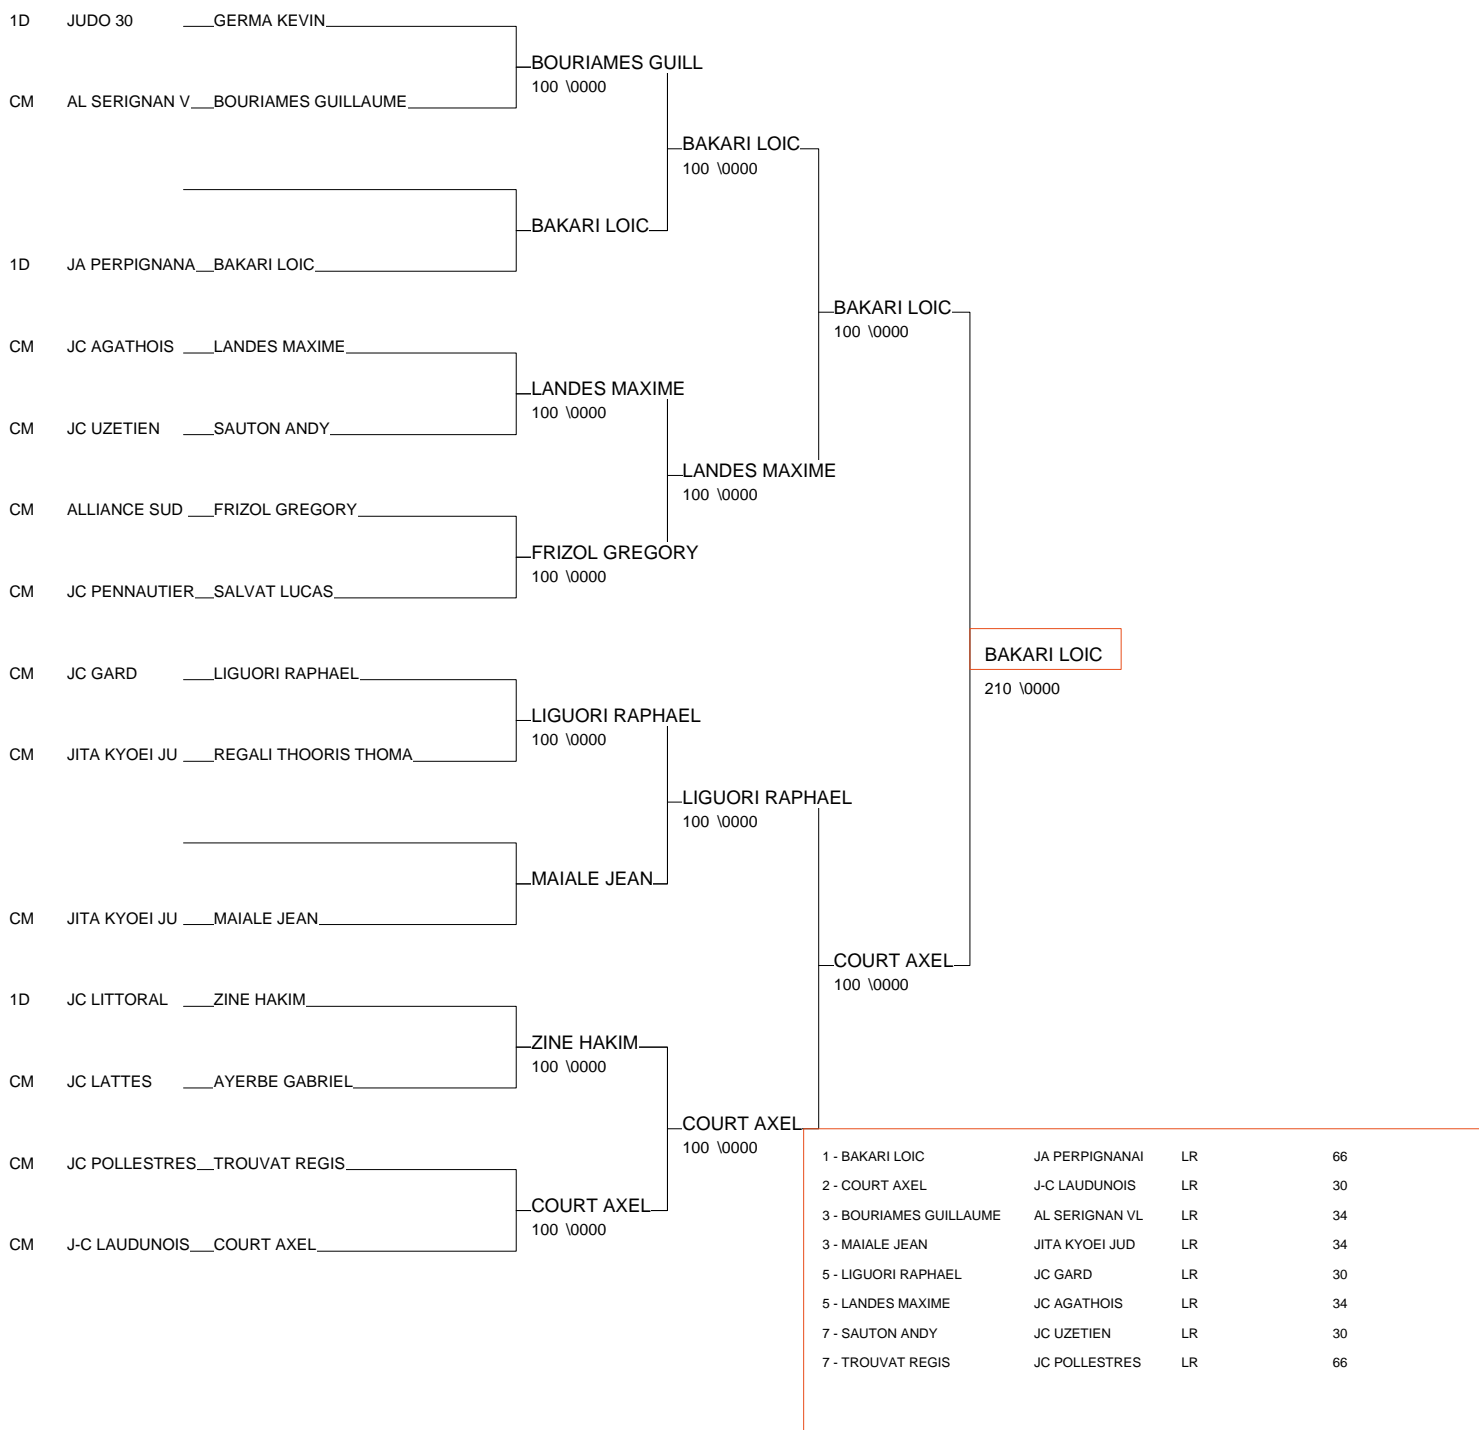 1D JUDO 30 GERMA KEVIN
BOURIAMES GUILL
100 \0000
CM AL SERIGNAN V BOURIAMES GUILLAUME
BAKARI LOIC
100 \0000
BAKARI LOIC
1D JA PERPIGNANA BAKARI LOIC
BAKARI LOIC
100 \0000
CM JC AGATHOIS LANDES MAXIME
LANDES MAXIME
100 \0000
CM JC UZETIEN SAUTON ANDY
LANDES MAXIME
100 \0000
CM ALLIANCE SUD FRIZOL GREGORY
FRIZOL GREGORY
100 \0000
CM JC PENNAUTIER SALVAT LUCAS
BAKARI LOIC
210 \0000
CM JC GARD LIGUORI RAPHAEL
LIGUORI RAPHAEL
100 \0000
CM JITA KYOEI JU REGALI THOORIS THOMA
LIGUORI RAPHAEL
100 \0000
MAIALE JEAN
CM JITA KYOEI JU MAIALE JEAN
COURT AXEL
100 \0000
1D JC LITTORAL ZINE HAKIM
ZINE HAKIM
100 \0000
CM JC LATTES AYERBE GABRIEL
COURT AXEL
100 \0000
CM JC POLLESTRES TROUVAT REGIS
COURT AXEL
100 \0000
CM J-C LAUDUNOIS COURT AXEL
1 - BAKARI LOIC JA PERPIGNANAI LR 66
2 - COURT AXEL J-C LAUDUNOIS LR 30
3 - BOURIAMES GUILLAUME AL SERIGNAN VL LR 34
3 - MAIALE JEAN JITA KYOEI JUD LR 34
5 - LIGUORI RAPHAEL JC GARD LR 30
5 - LANDES MAXIME JC AGATHOIS LR 34
7 - SAUTON ANDY JC UZETIEN LR 30
7 - TROUVAT REGIS JC POLLESTRES LR 66